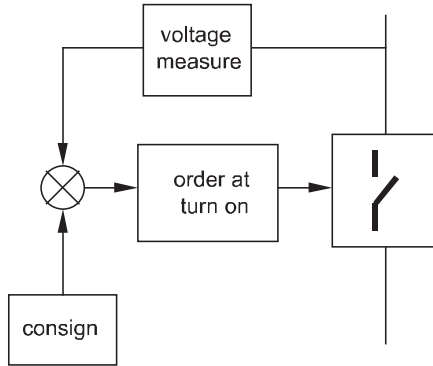 voltage
measure
order at
turn on
consign